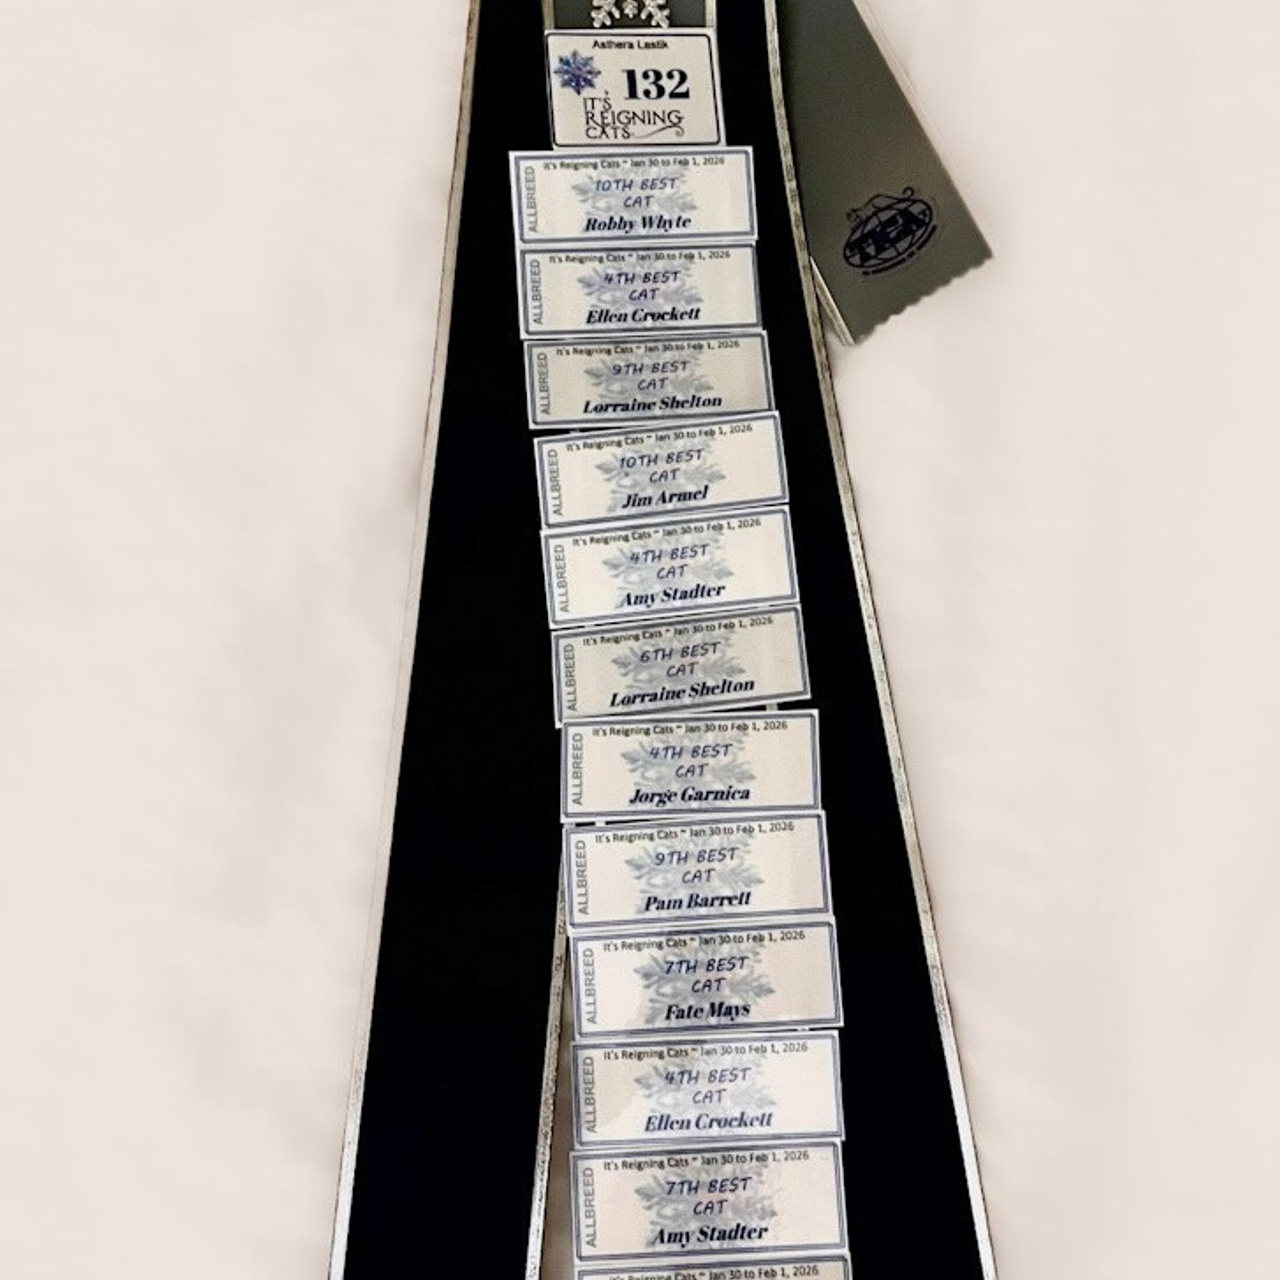 Asthera Lastik
132
IT'S
REIGNING
CATS
It's Reigning Cats ~ Jan 30 to Feb 1, 2026
ALLBREED
10TH BEST
CAT
Robby Whyte
It's Reigning Cats ~ Jan 30 to Feb 1, 2026
ALLBREED
4TH BEST
CAT
Ellen Crockett
It's Reigning Cats ~ Jan 30 to Feb 1, 2026
ALLBREED
9TH BEST
CAT
Lorraine Shelton
It's Reigning Cats ~ Jan 30 to Feb 1, 2026
ALLBREED
10TH BEST
CAT
Jim Armel
It's Reigning Cats ~ Jan 30 to Feb 1, 2026
ALLBREED
4TH BEST
CAT
Amy Stadter
It's Reigning Cats ~ Jan 30 to Feb 1, 2026
ALLBREED
6TH BEST
CAT
Lorraine Shelton
It's Reigning Cats ~ Jan 30 to Feb 1, 2026
ALLBREED
4TH BEST
CAT
Jorge Garnica
It's Reigning Cats ~ Jan 30 to Feb 1, 2026
ALLBREED
9TH BEST
CAT
Pam Barrett
It's Reigning Cats ~ Jan 30 to Feb 1, 2026
ALLBREED
7TH BEST
CAT
Fate Mays
It's Reigning Cats ~ Jan 30 to Feb 1, 2026
ALLBREED
4TH BEST
CAT
Ellen Crockett
It's Reigning Cats ~ Jan 30 to Feb 1, 2026
ALLBREED
7TH BEST
CAT
Amy Stadter
It's Reigning Cats ~ Jan 30 to Feb 1, 2026
TICA